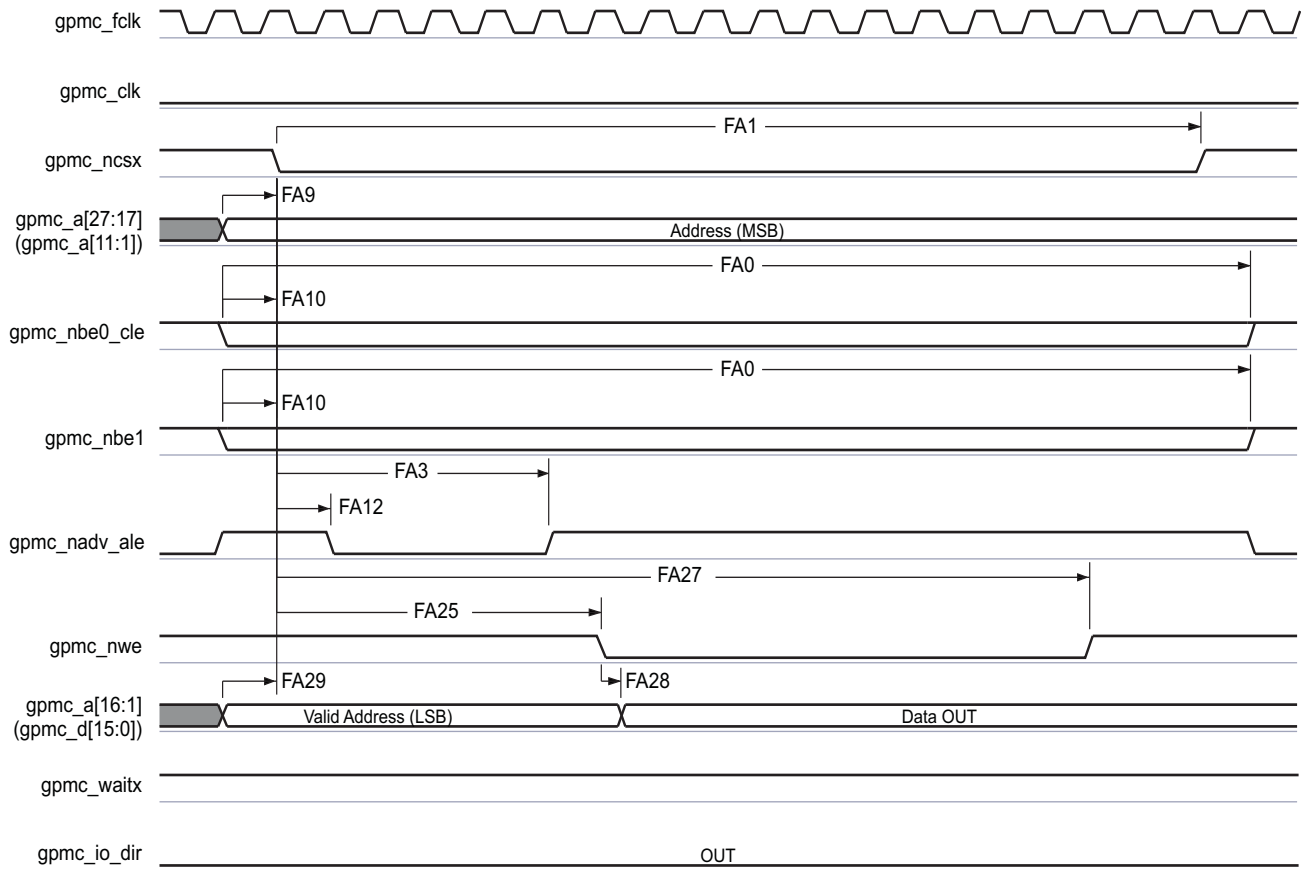 gpmc_fclk
gpmc_clk
FA1
gpmc_ncsx
FA9
gpmc_a[27:17]
(gpmc_a[11:1])
Address (MSB)
FA0
FA10
gpmc_nbe0_cle
FA0
FA10
gpmc_nbe1
FA3
FA12
gpmc_nadv_ale
FA27
FA25
gpmc_nwe
FA29
FA28
gpmc_a[16:1]
(gpmc_d[15:0])
Valid Address (LSB)
Data OUT
gpmc_waitx
gpmc_io_dir
OUT